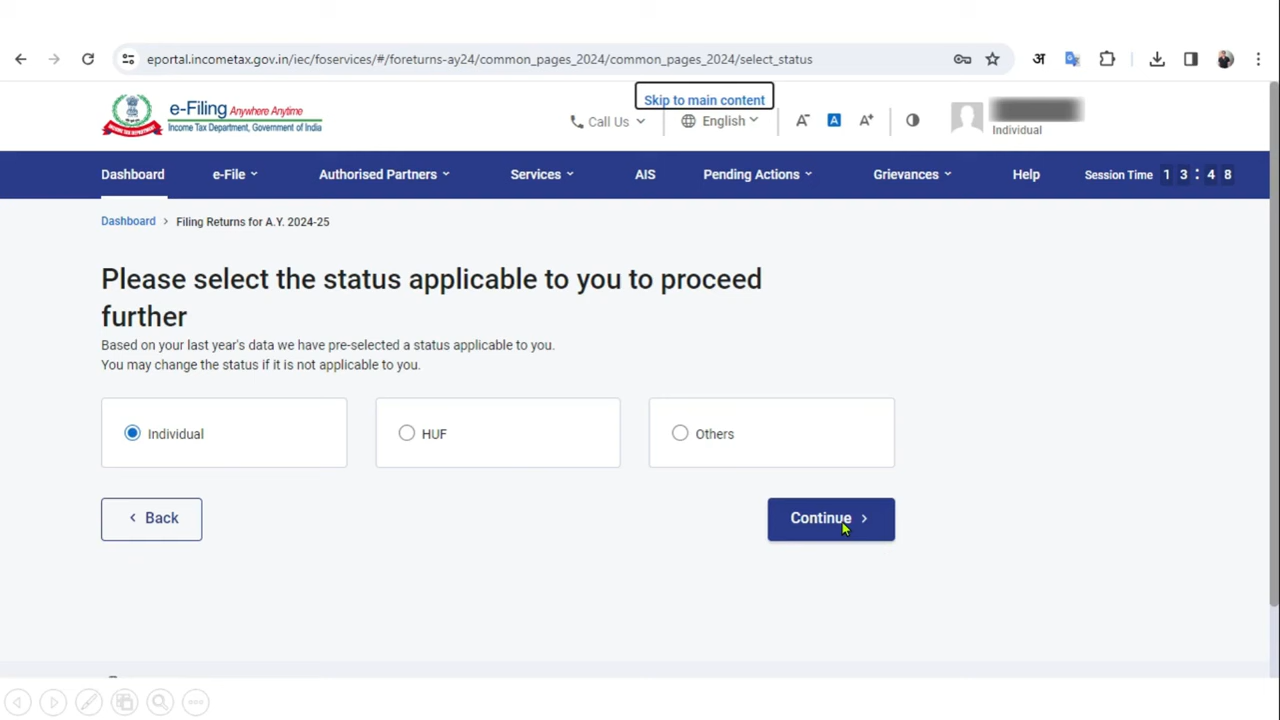 eportal.incometax.gov.in/iec/foservices/#/foreturns-ay24/common_pages_2024/common_pages_2024/select_status
अ
Skip to main content
e-Filing Anywhere Anytime
Income Tax Department, Government of India
Call Us
English
A-
A
A+
Individual
Dashboard
e-File
Authorised Partners
Services
AIS
Pending Actions
Grievances
Help
Session Time 1 3 : 4 8
Dashboard > Filing Returns for A.Y. 2024-25
Please select the status applicable to you to proceed
further
Based on your last year's data we have pre-selected a status applicable to you.
You may change the status if it is not applicable to you.
Individual
HUF
Others
< Back
Continue >